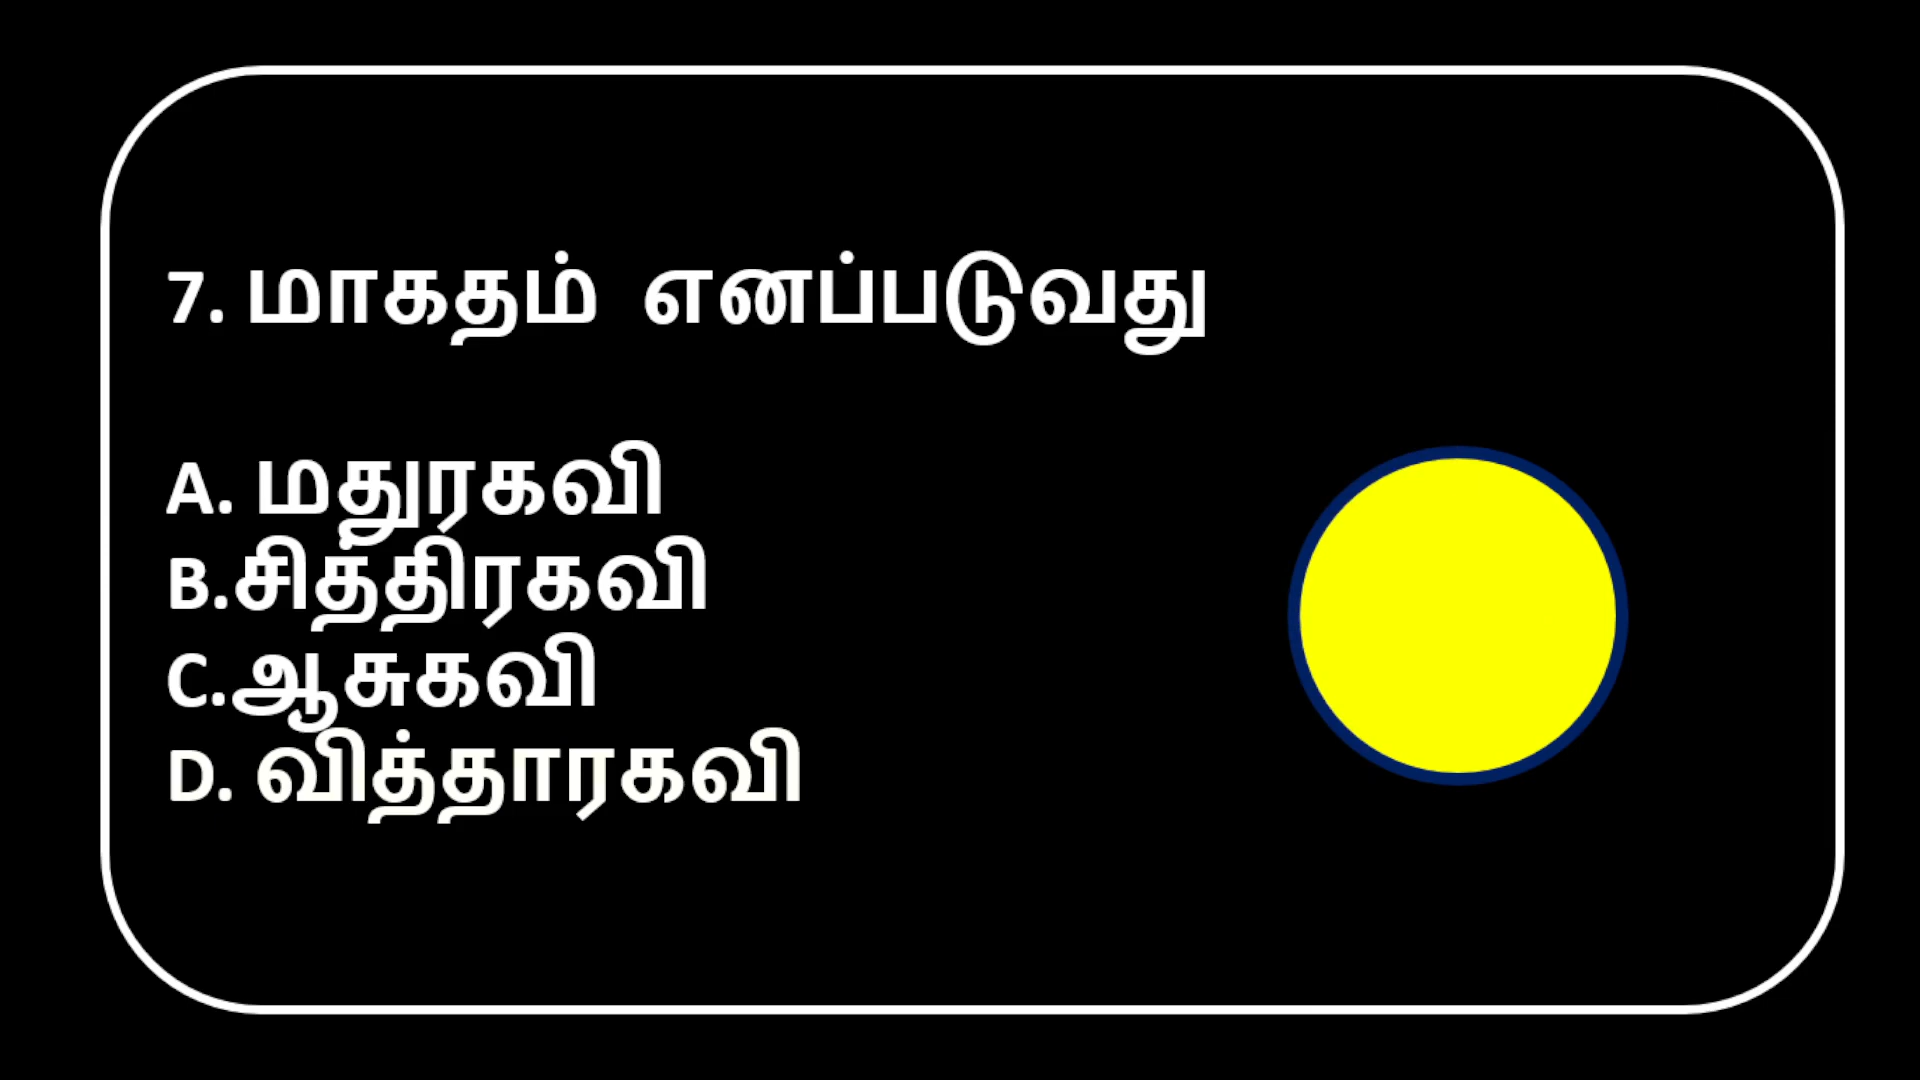 7. மாகதம் எனப்படுவது
A. மதுரகவி
B.சித்திரகவி
C.ஆசுகவி
D. வித்தாரகவி